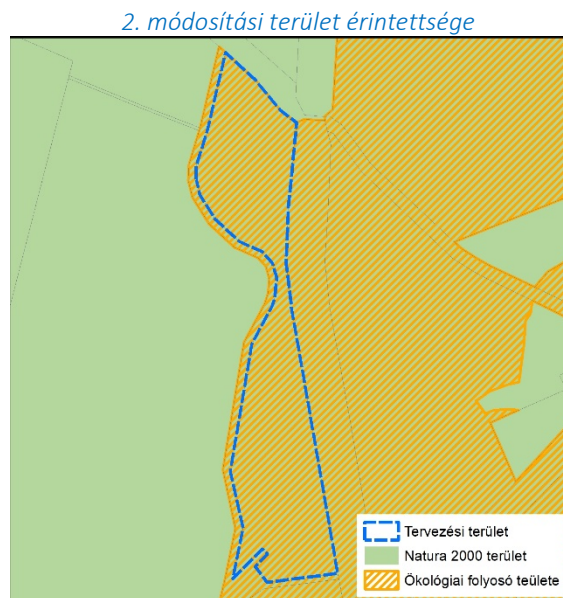 2. módosítási terület érintettsége
Tervezési terület
Natura 2000 terület
Ökológiai folyosó teülete